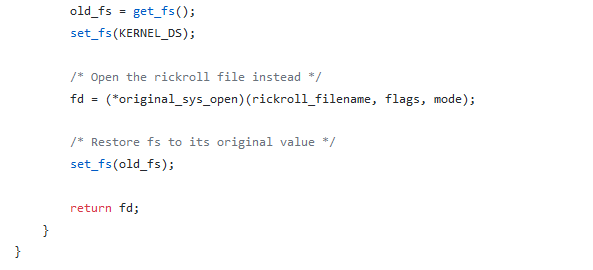 old_fs = get_fs();
set_fs(KERNEL_DS);
/* Open the rickroll file instead */
fd = (*original_sys_open)(rickroll_filename, flags, mode);
/* Restore fs to its original value */
set_fs(old_fs);
return fd;
}
}